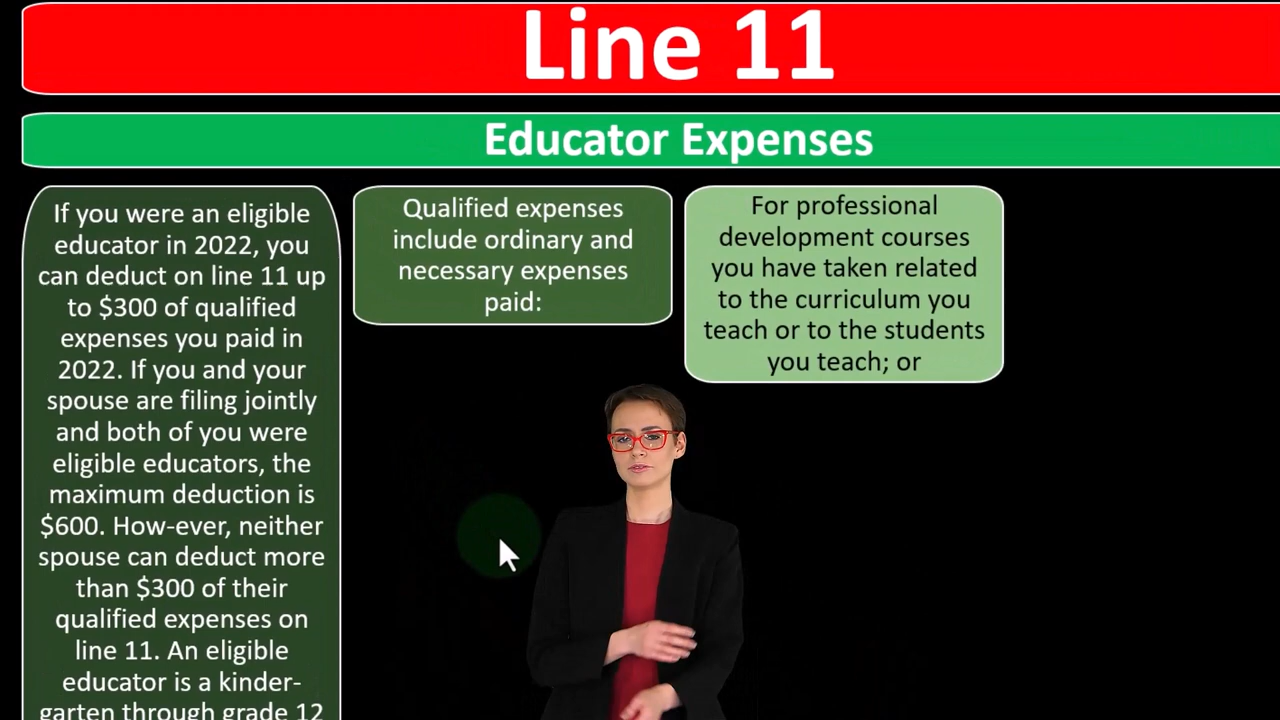 Line 11
Educator Expenses
If you were an eligible
educator in 2022, you
can deduct on line 11 up
to $300 of qualified
expenses you paid in
2022. If you and your
spouse are filing jointly
and both of you were
eligible educators, the
maximum deduction is
$600. How-ever, neither
spouse can deduct more
than $300 of their
qualified expenses on
line 11. An eligible
educator is a kinder-
garten through grade 12
Qualified expenses
include ordinary and
necessary expenses
paid:
For professional
development courses
you have taken related
to the curriculum you
teach or to the students
you teach; or